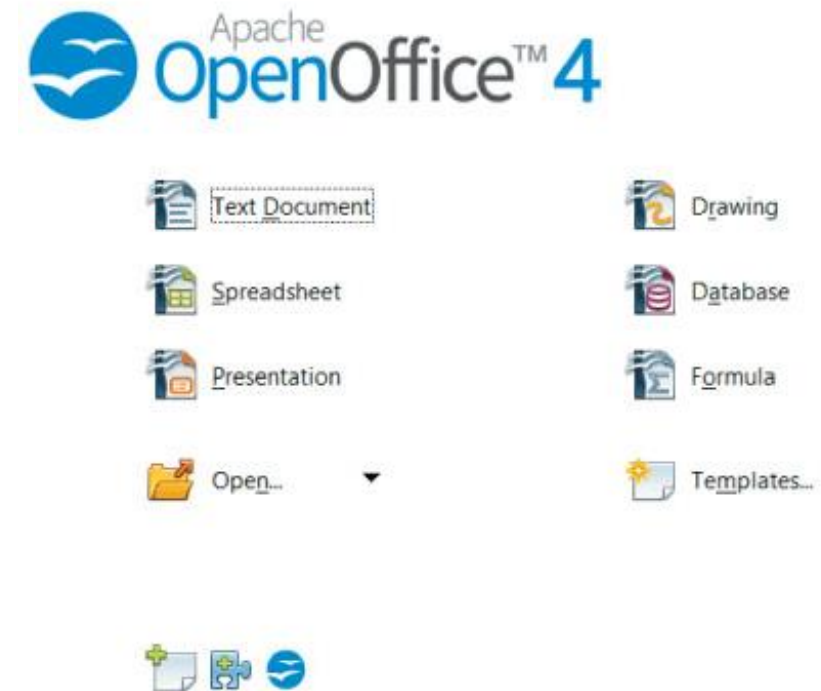 Apache
OpenOffice™ 4
Text Document
Drawing
Spreadsheet
Database
Presentation
Formula
Open...
Templates...